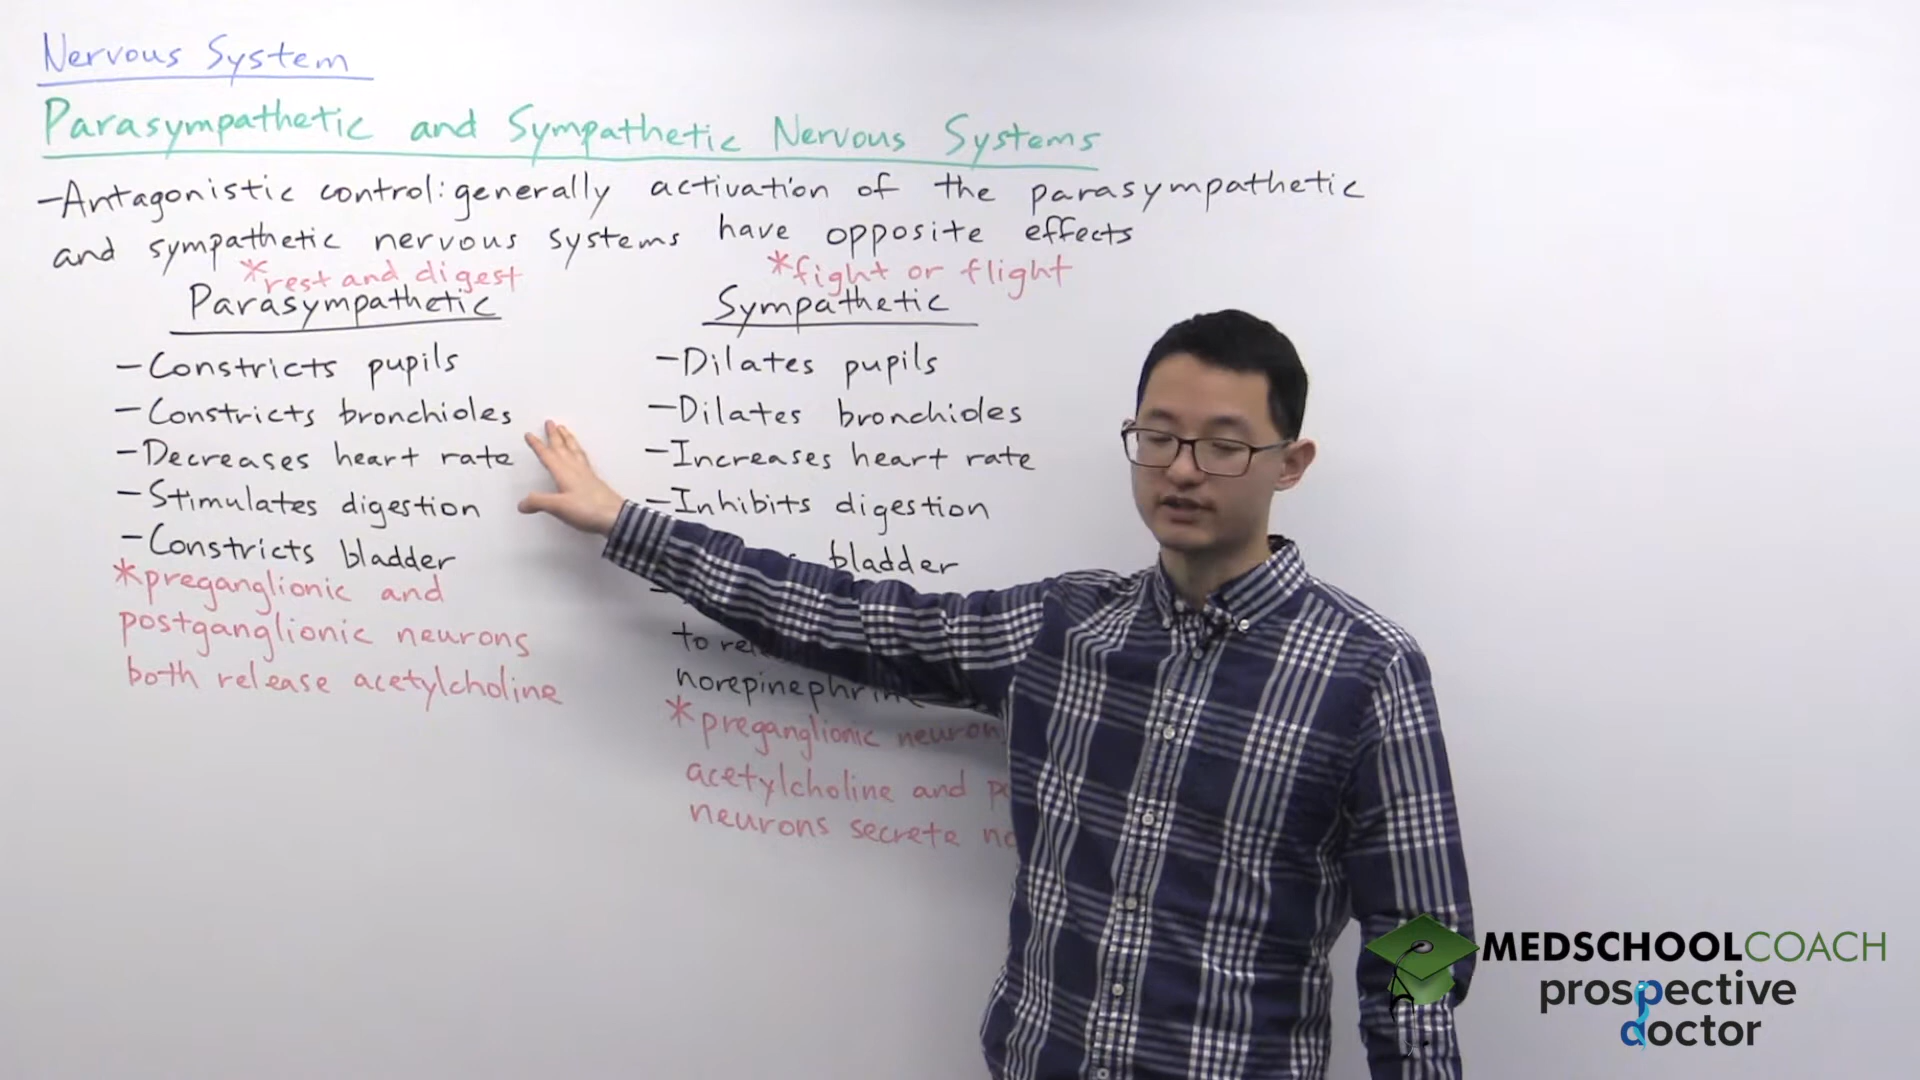 Nervous System
Parasympathetic and Sympathetic Nervous Systems
-Antagonistic control: generally activation of the parasympathetic
and sympathetic nervous systems have opposite effects
*rest and digest
Parasympathetic
-Constricts pupils
-Constricts bronchioles
-Decreases heart rate
-Stimulates digestion
-Constricts bladder
*preganglionic and
postganglionic neurons
both release acetylcholine
*fight or flight
Sympathetic
-Dilates pupils
-Dilates bronchioles
-Increases heart rate
-Inhibits digestion
bladder
to
norepinephrine
*preganglionic neuron
acetylcholine and
neurons secrete
MEDSCHOOLCOACH
prospective
doctor